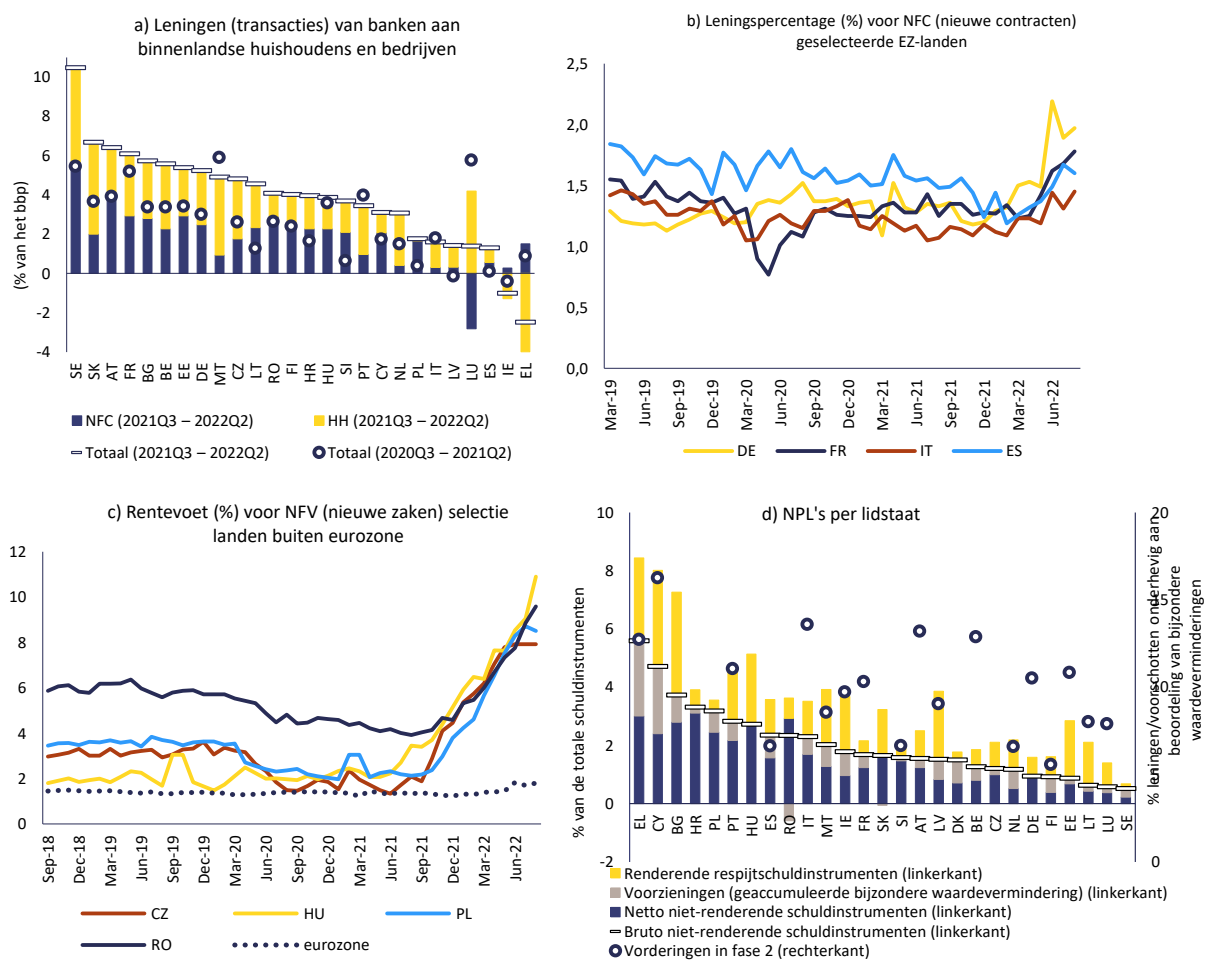 a) Leningen (transacties) van banken aan
binnenlandse huishoudens en bedrijven
(% van het bbp)
10
8
6
4
2
0
-2
-4
SE
SK
AT
FR
BG
BE
EE
DE
MT
CZ
LT
RO
FI
HR
HU
SI
PT
CY
NL
PL
IT
LV
LU
ES
IE
EL
NFC (2021Q3 – 2022Q2)
HH (2021Q3 – 2022Q2)
Totaal (2021Q3 – 2022Q2)
Totaal (2020Q3 – 2021Q2)
b) Leningspercentage (%) voor NFC (nieuwe contracten)
geselecteerde EZ-landen
2,5
2,0
1,5
1,0
1,5
0,0
Mar-19
Jun-19
Sep-19
Dec-19
Mar-20
Jun-20
Sep-20
Dec-20
Mar-21
Jun-21
Sep-21
Dec-21
Mar-22
Jun-22
DE
FR
IT
ES
c) Rentevoet (%) voor NFV (nieuwe zaken) selectie
landen buiten eurozone
12
10
8
6
4
2
0
Sep-18
Dec-18
Mar-19
Jun-19
Sep-19
Dec-19
Mar-20
Jun-20
Sep-20
Dec-20
Mar-21
Jun-21
Sep-21
Dec-21
Mar-22
Jun-22
CZ
HU
PL
RO
eurozone
d) NPL's per lidstaat
% van de totale schuldinstrumenten
10
8
6
4
2
0
-2
20
15
10
5
0
% leningen/voorschotten onderhevig aan
beoordeling van bijzondere
waardeverminderingen
EL
CY
BG
HR
PL
PT
HU
ES
RO
IT
MT
IE
FR
SK
SI
AT
LV
DK
BE
CZ
NL
DE
FI
EE
LT
LU
SE
Renderende respijtschuldinstrumenten (linkerkant)
Voorzieningen (geaccumuleerde bijzondere waardevermindering) (linkerkant)
Netto niet-renderende schuldinstrumenten (linkerkant)
Bruto niet-renderende schuldinstrumenten (linkerkant)
Vorderingen in fase 2 (rechterkant)